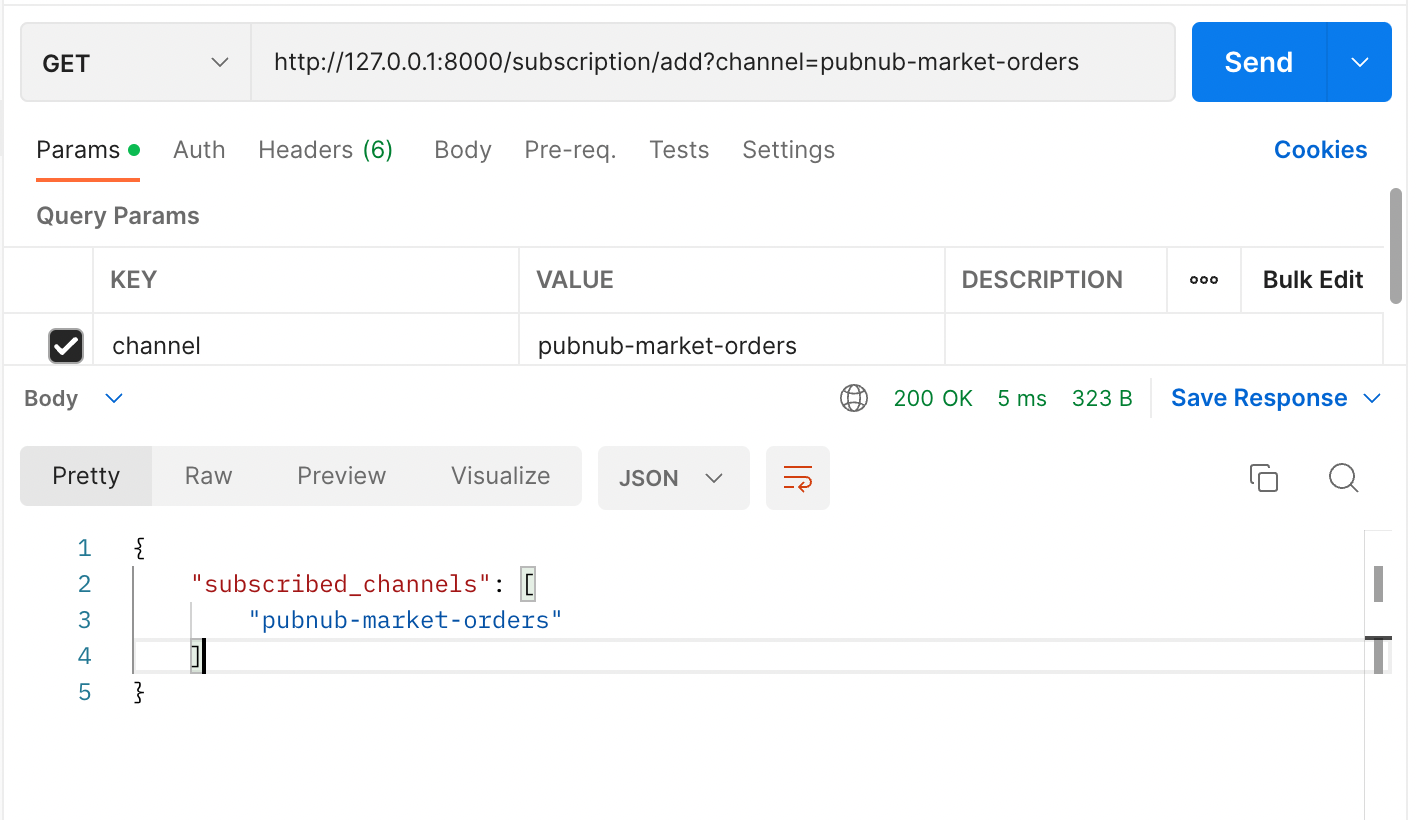 GET http://127.0.0.1:8000/subscription/add?channel=pubnub-market-orders Send
Params Auth Headers (6) Body Pre-req. Tests Settings Cookies
Query Params
KEY VALUE DESCRIPTION ooo Bulk Edit
channel pubnub-market-orders
Body 200 OK 5 ms 323 B Save Response
Pretty Raw Preview Visualize JSON
1 {
2 "subscribed_channels": [
3 "pubnub-market-orders"
4 ]
5 }